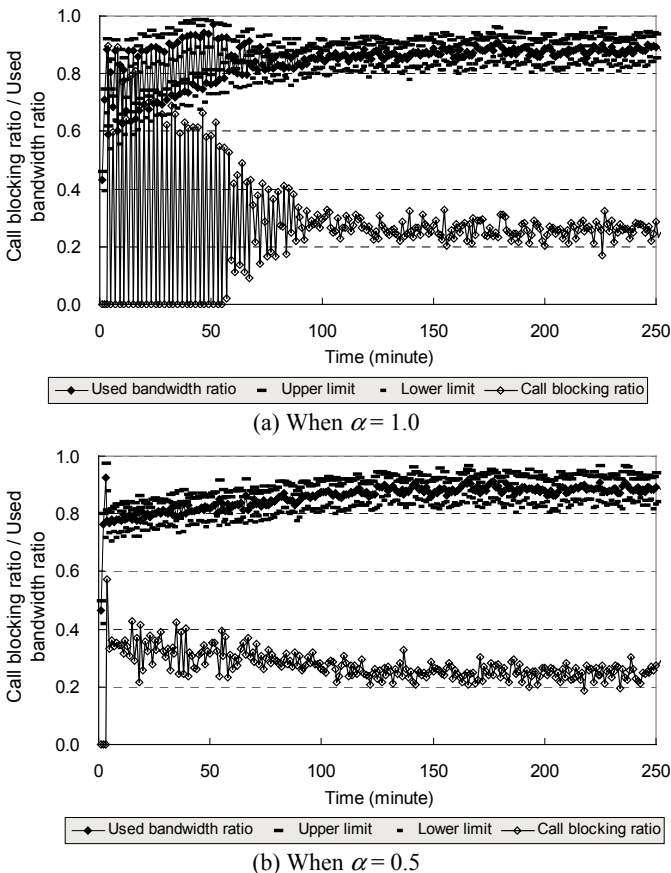 Call blocking ratio / Used
bandwidth ratio
1.0
0.8
0.6
0.4
0.2
0.0
0 50 100 150 200 250
Time (minute)
Used bandwidth ratio Upper limit Lower limit Call blocking ratio
(a) When α = 1.0
Call blocking ratio / Used
bandwidth ratio
1.0
0.8
0.6
0.4
0.2
0.0
0 50 100 150 200 250
Time (minute)
Used bandwidth ratio Upper limit Lower limit Call blocking ratio
(b) When α = 0.5